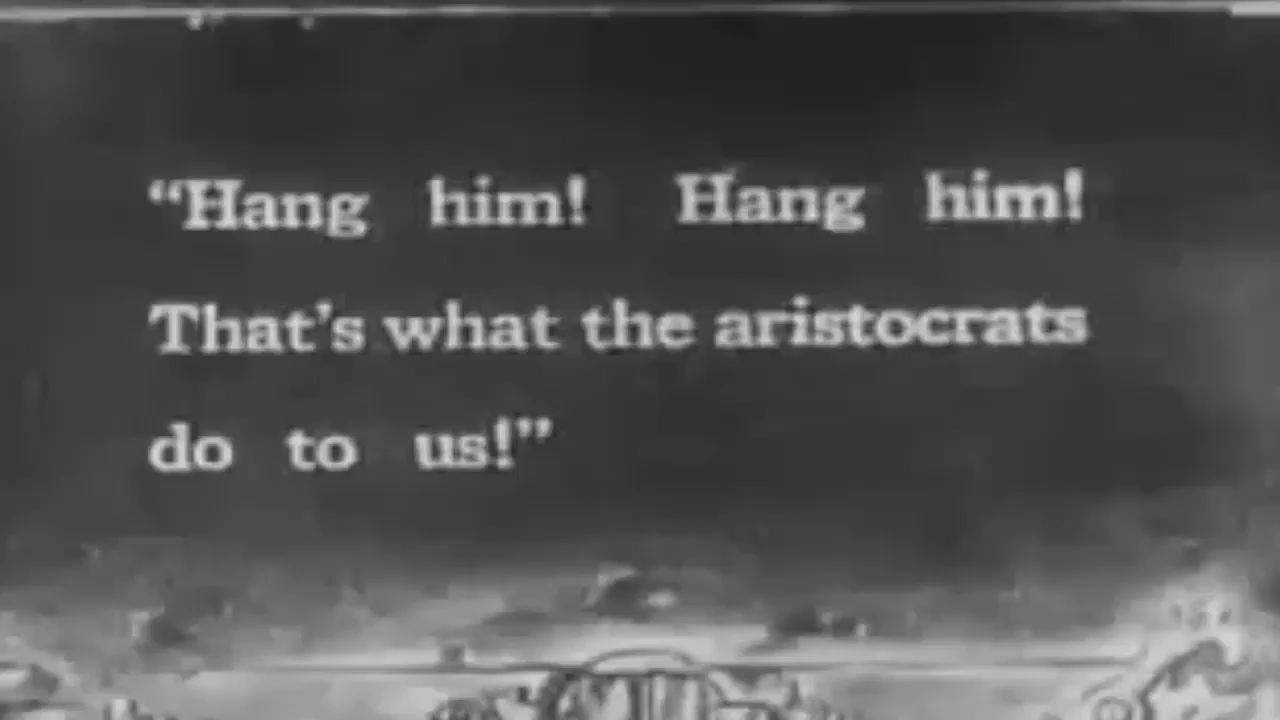 “Hang him! Hang him!
That’s what the aristocrats
do to us!”